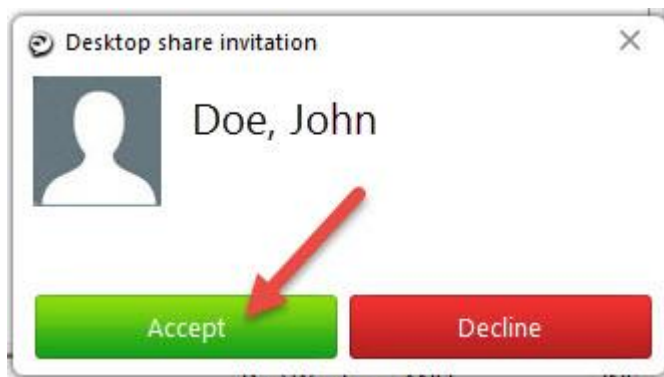 Desktop share invitation
Doe, John
Accept
Decline